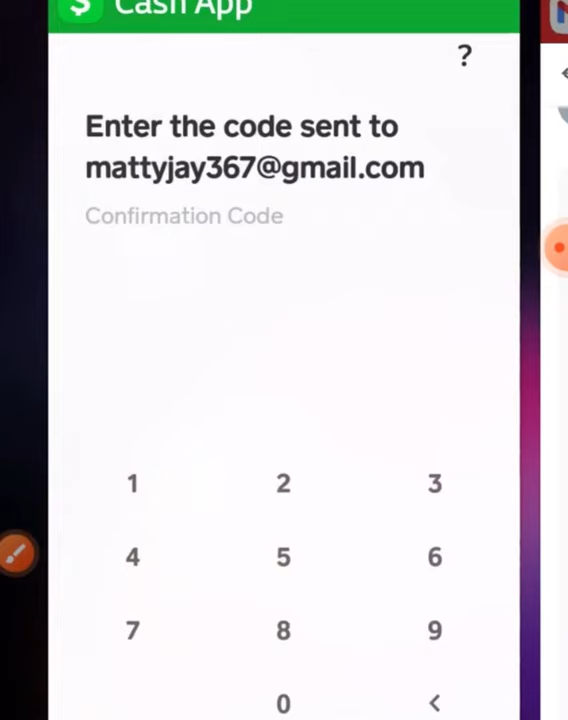 Cash App
?
Enter the code sent to
mattyjay367@gmail.com
Confirmation Code
1 2 3
4 5 6
7 8 9
0 <